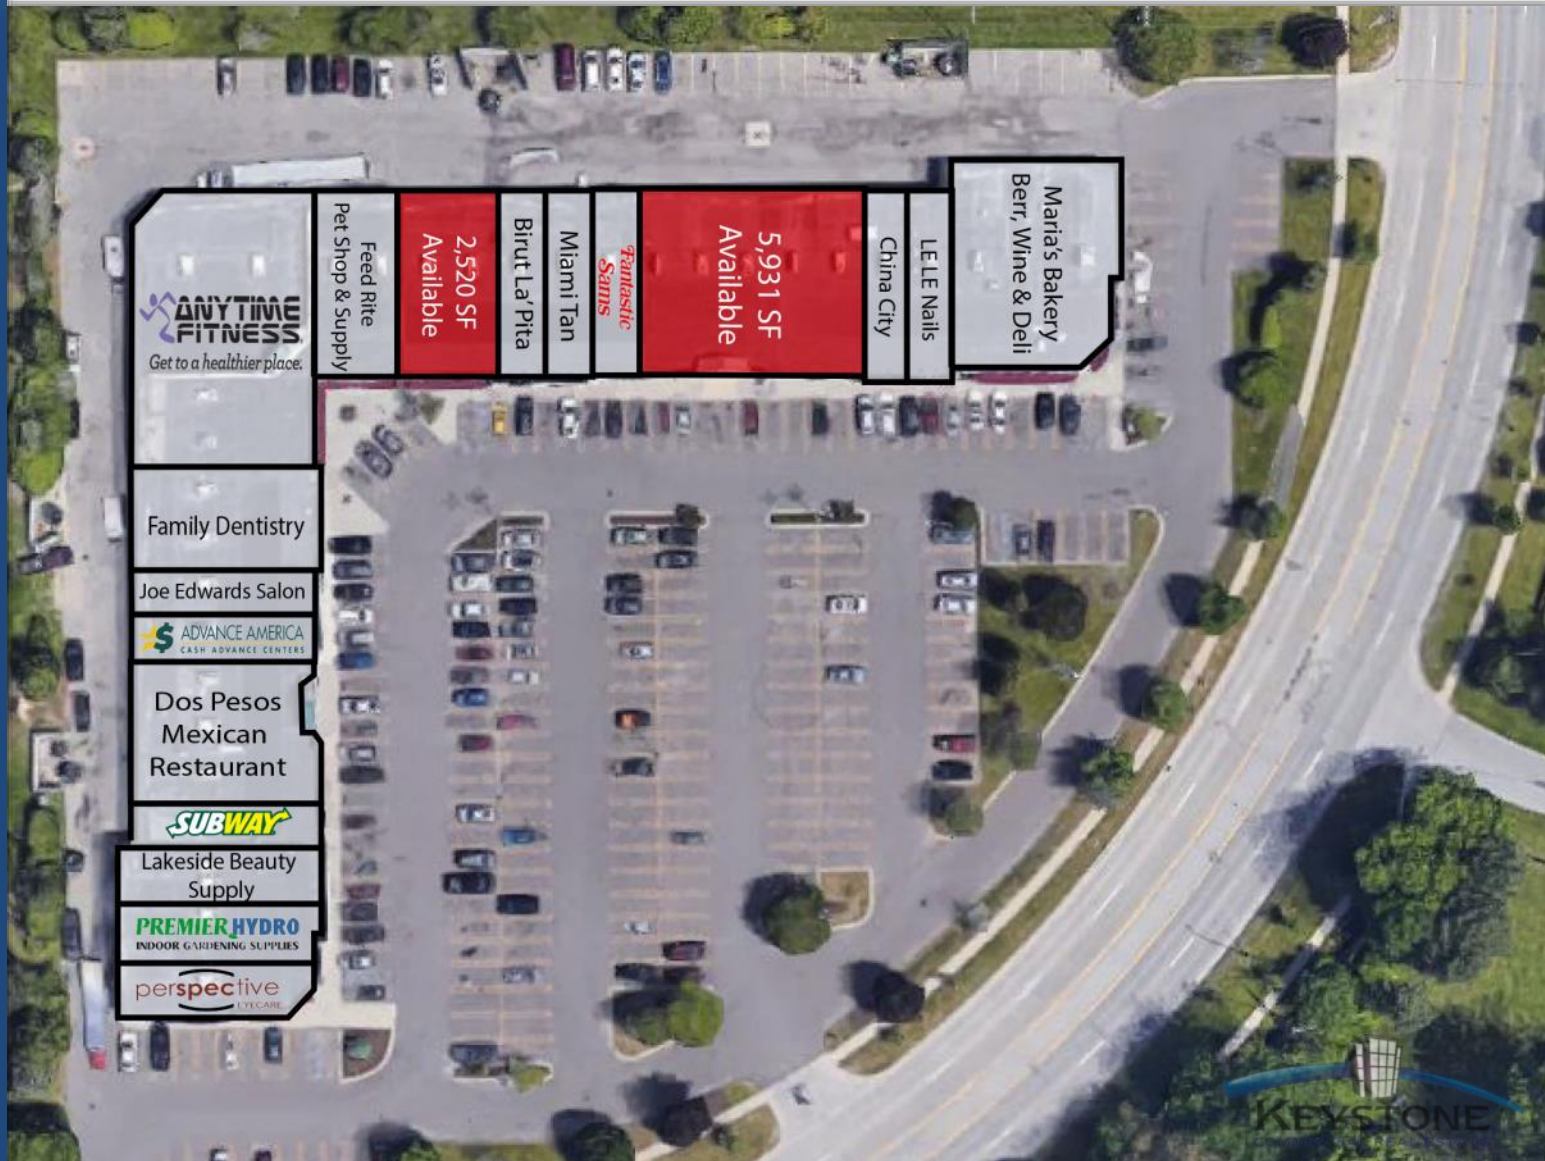 Feed Rite
Pet Shop & Supply
2,520 SF
Available
Birut La' Pita
Miami Tan
Fantastic
Sams
5,931 SF
Available
China City
LE LE Nails
Maria's Bakery
Berr, Wine & Deli
ANYTIME
FITNESS
Get to a healthier place.
Family Dentistry
Joe Edwards Salon
$ ADVANCE AMERICA
CASH ADVANCE CENTERS
Dos Pesos
Mexican
Restaurant
SUBWAY
Lakeside Beauty
Supply
PREMIER HYDRO
INDOOR GARDENING SUPPLIES
perspective
EYECARE
KEYSTONE